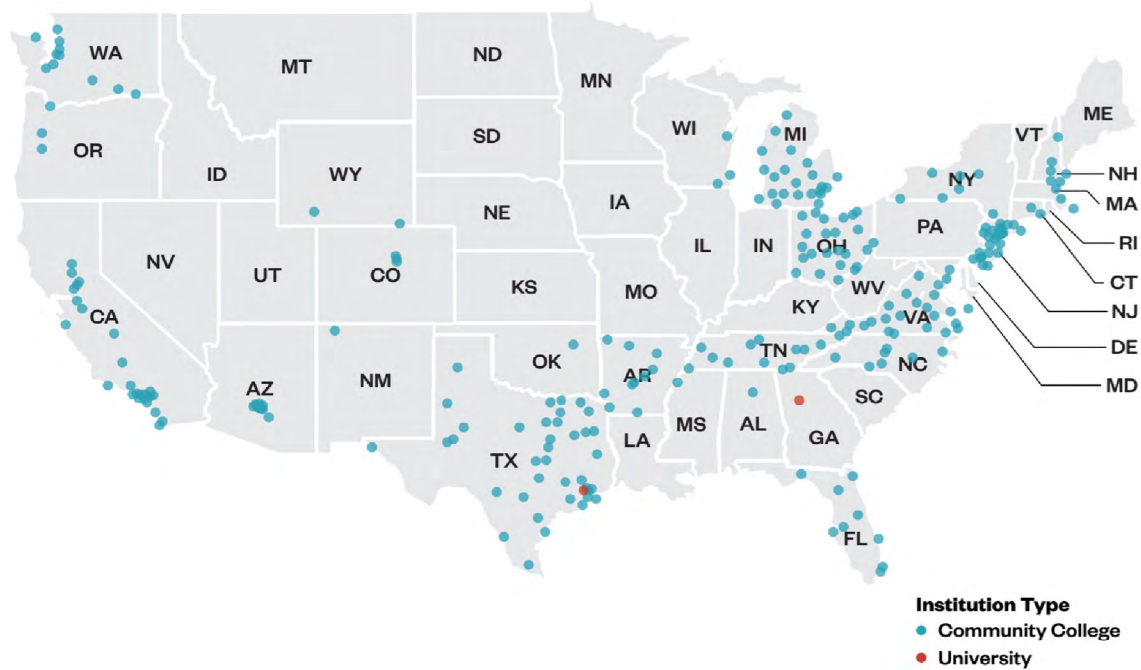 WA
MT
ND
MN
ME
VT
OR
ID
SD
WI
MI
NH
WY
NY
MA
NE
IA
PA
RI
NV
UT
CO
IL
IN
OH
CT
CA
KS
MO
WV
KY
VA
NJ
DE
AZ
NM
OK
AR
TN
NC
MD
SC
TX
LA
MS
AL
GA
FL
Institution Type
Community College
University